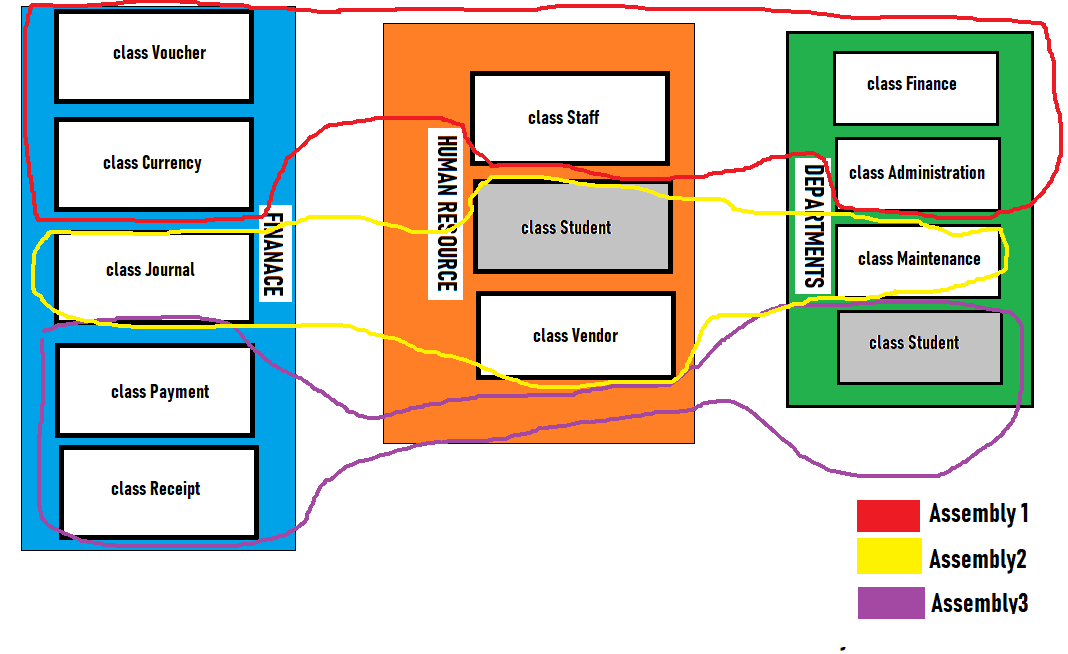 class Voucher
class Currency
class Journal
class Payment
class Receipt
FINANACE
class Staff
class Student
class Vendor
HUMAN RESOURCE
class Finance
class Administration
class Maintenance
class Student
DEPARTMENTS
Assembly 1
Assembly2
Assembly3